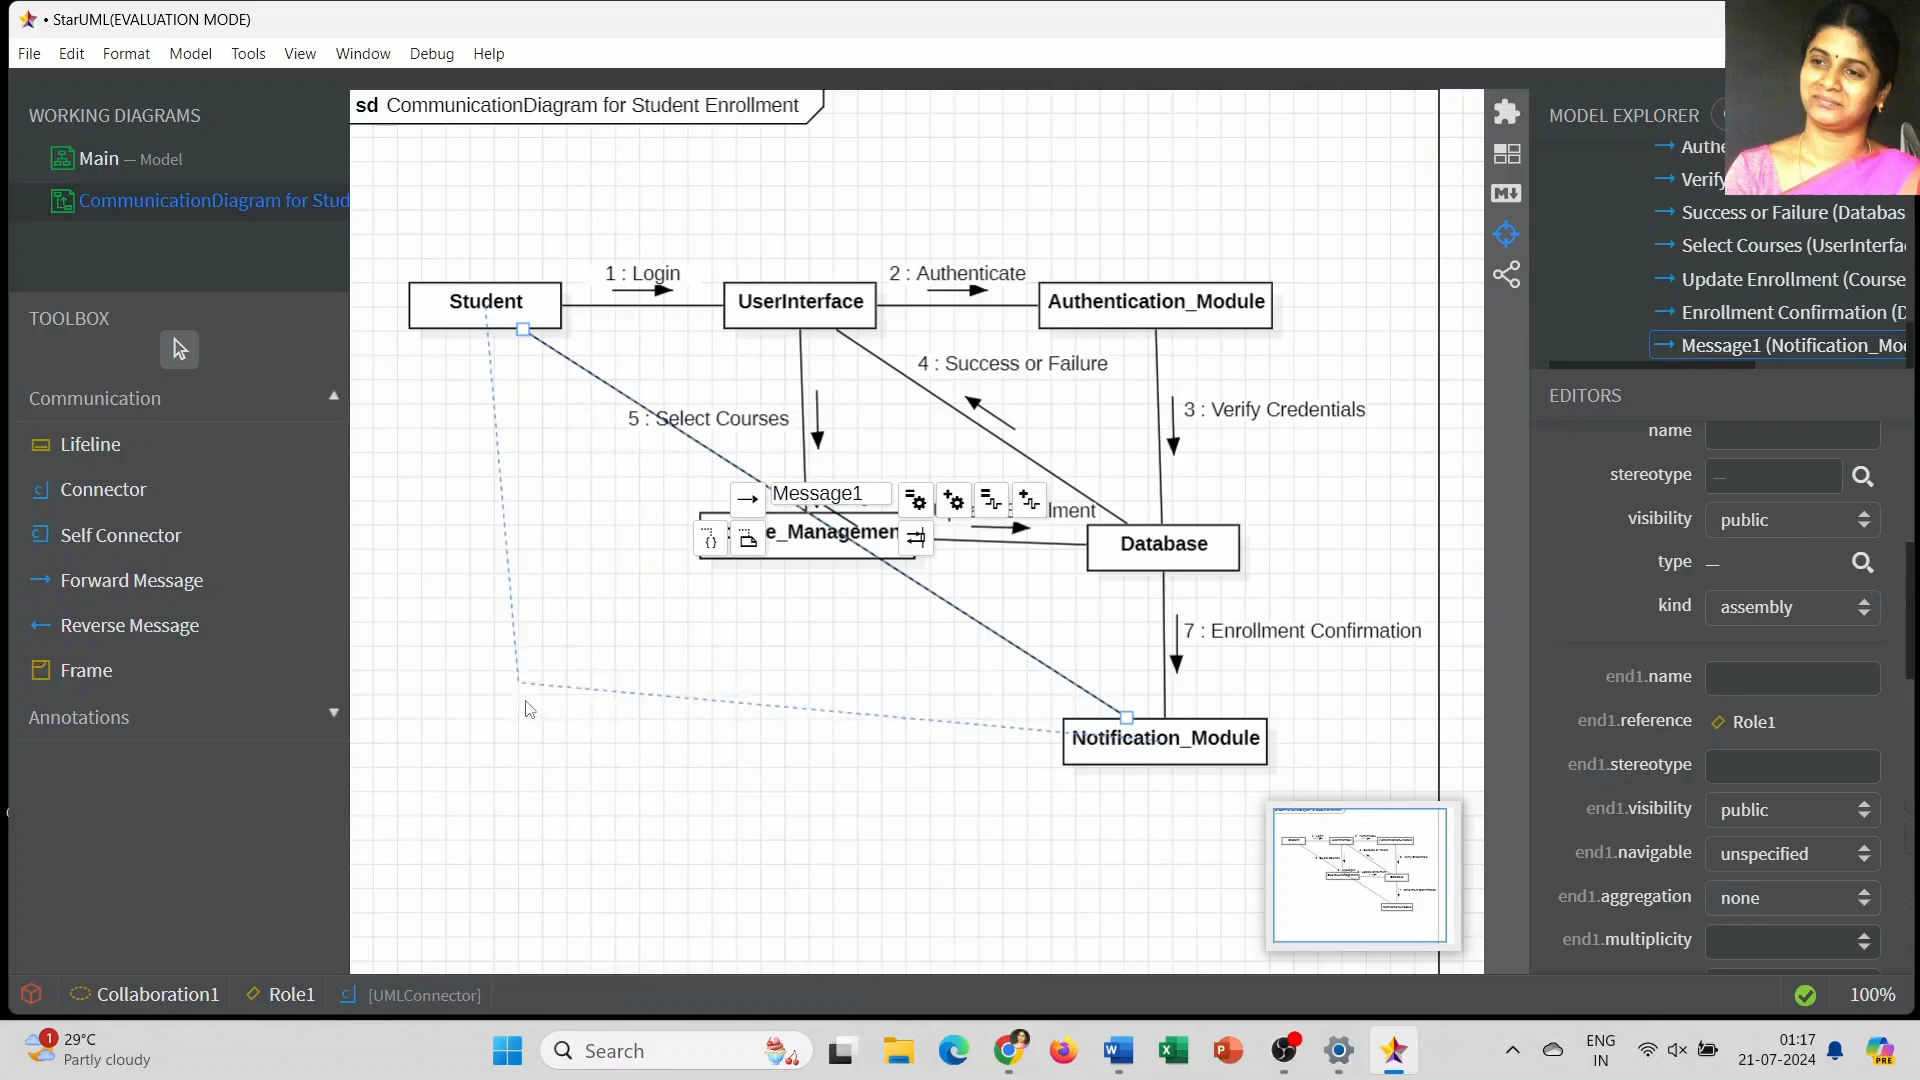 • StarUML(EVALUATION MODE)
File Edit Format Model Tools View Window Debug Help
WORKING DIAGRAMS
Main — Model
CommunicationDiagram for Stud
TOOLBOX
Communication
Lifeline
Connector
Self Connector
Forward Message
Reverse Message
Frame
Annotations
sd CommunicationDiagram for Student Enrollment
1 : Login
2 : Authenticate
Student
UserInterface
Authentication_Module
4 : Success or Failure
3 : Verify Credentials
5 : Select Courses
Message1
lment
e_Managemen
Database
7 : Enrollment Confirmation
Notification_Module
MODEL EXPLORER
Authe
Verify
Success or Failure (Databas
Select Courses (UserInterfa
Update Enrollment (Course
Enrollment Confirmation (D
Message1 (Notification_Mo
EDITORS
name
stereotype —
visibility public
type —
kind assembly
end1.name
end1.reference Role1
end1.stereotype
end1.visibility public
end1.navigable unspecified
end1.aggregation none
end1.multiplicity
Collaboration1 Role1 [UMLConnector]
100%
1 29°C
Partly cloudy
Search
ENG
IN
01:17
21-07-2024
PRE